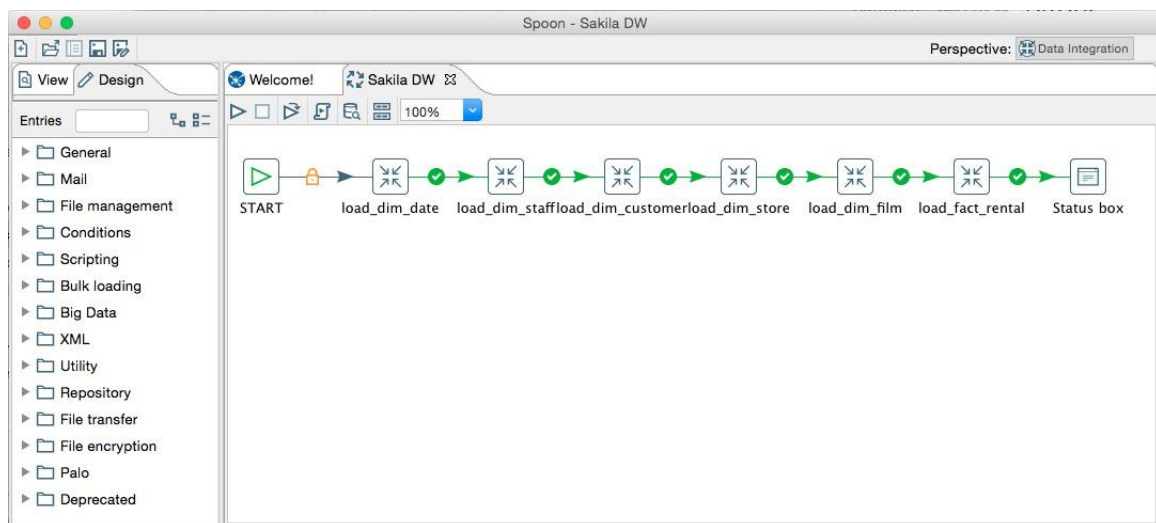 Spoon - Sakila DW
Perspective: Data Integration
View Design
Welcome! Sakila DW
Entries
100%
General
Mail
File management
Conditions
Scripting
Bulk loading
Big Data
XML
Utility
Repository
File transfer
File encryption
Palo
Deprecated
START load_dim_date load_dim_staff load_dim_customer load_dim_store load_dim_film load_fact_rental Status box